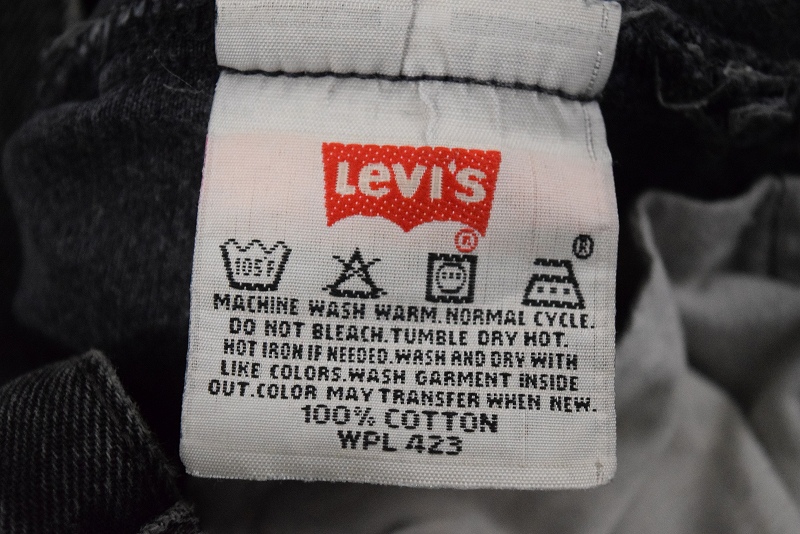 Levi's
®
105F
®
MACHINE WASH WARM.NORMAL CYCLE.
DO NOT BLEACH.TUMBLE DRY HOT.
HOT IRON IF NEEDED.WASH AND DRY WITH
LIKE COLORS.WASH GARMENT INSIDE
OUT.COLOR MAY TRANSFER WHEN NEW.
100% COTTON
WPL 423